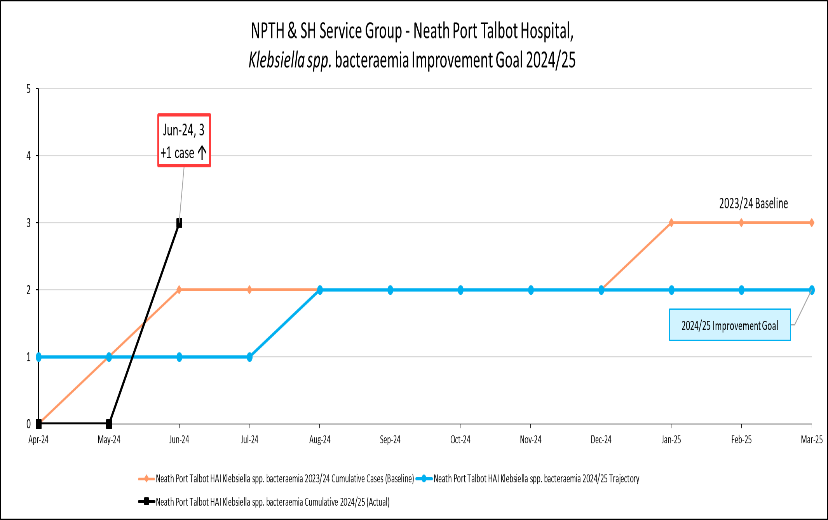 NPTH & SH Service Group - Neath Port Talbot Hospital,
Klebsiella spp. bacteraemia Improvement Goal 2024/25
5
4
3
2
1
0
Jun-24, 3
+1 case ↑
2023/24 Baseline
2024/25 Improvement Goal
Apr-24 May-24 Jun-24 Jul-24 Aug-24 Sep-24 Oct-24 Nov-24 Dec-24 Jan-25 Feb-25 Mar-25
Neath Port Talbot HAI Klebsiella spp. bacteraemia 2023/24 Cumulative Cases (Baseline) Neath Port Talbot HAI Klebsiella spp. bacteraemia 2024/25 Trajectory
Neath Port Talbot HAI Klebsiella spp. bacteraemia Cumulative 2024/25 (Actual)